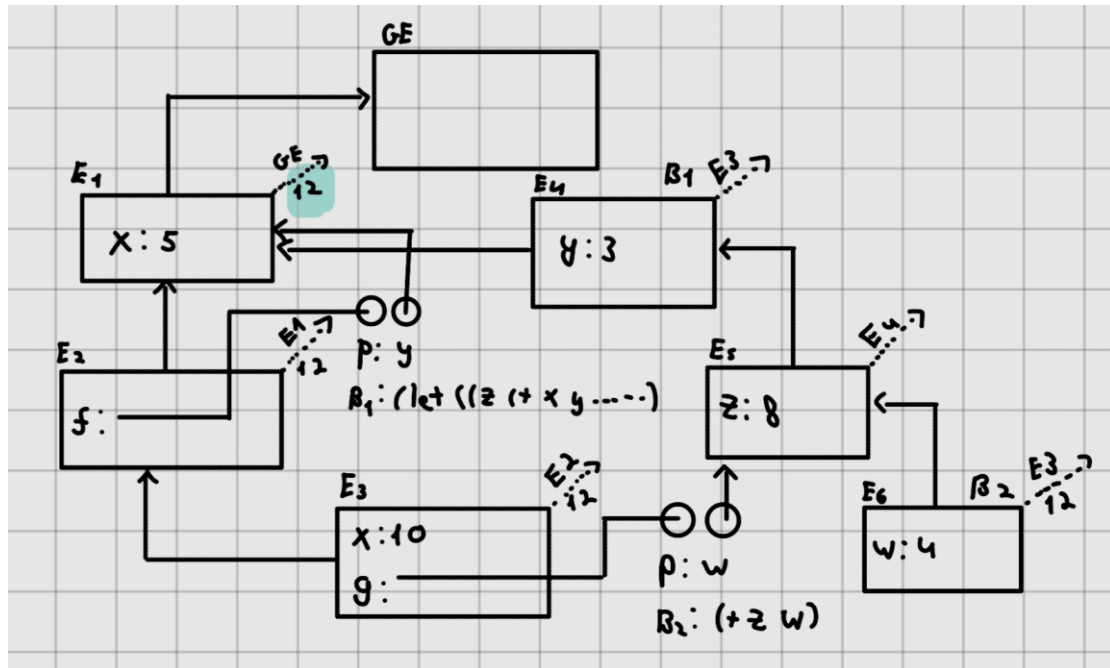 GE
E1
GE
12
x: 5
E4
B1
E3
y: 3
E2
E1
12
f:
p: y
B1: (let ((z (+ x y .....)
E5
E4
z: 8
E3
E2
12
x: 10
g:
p: w
B2: (+ z w)
E6
B2
E3
12
w: 4